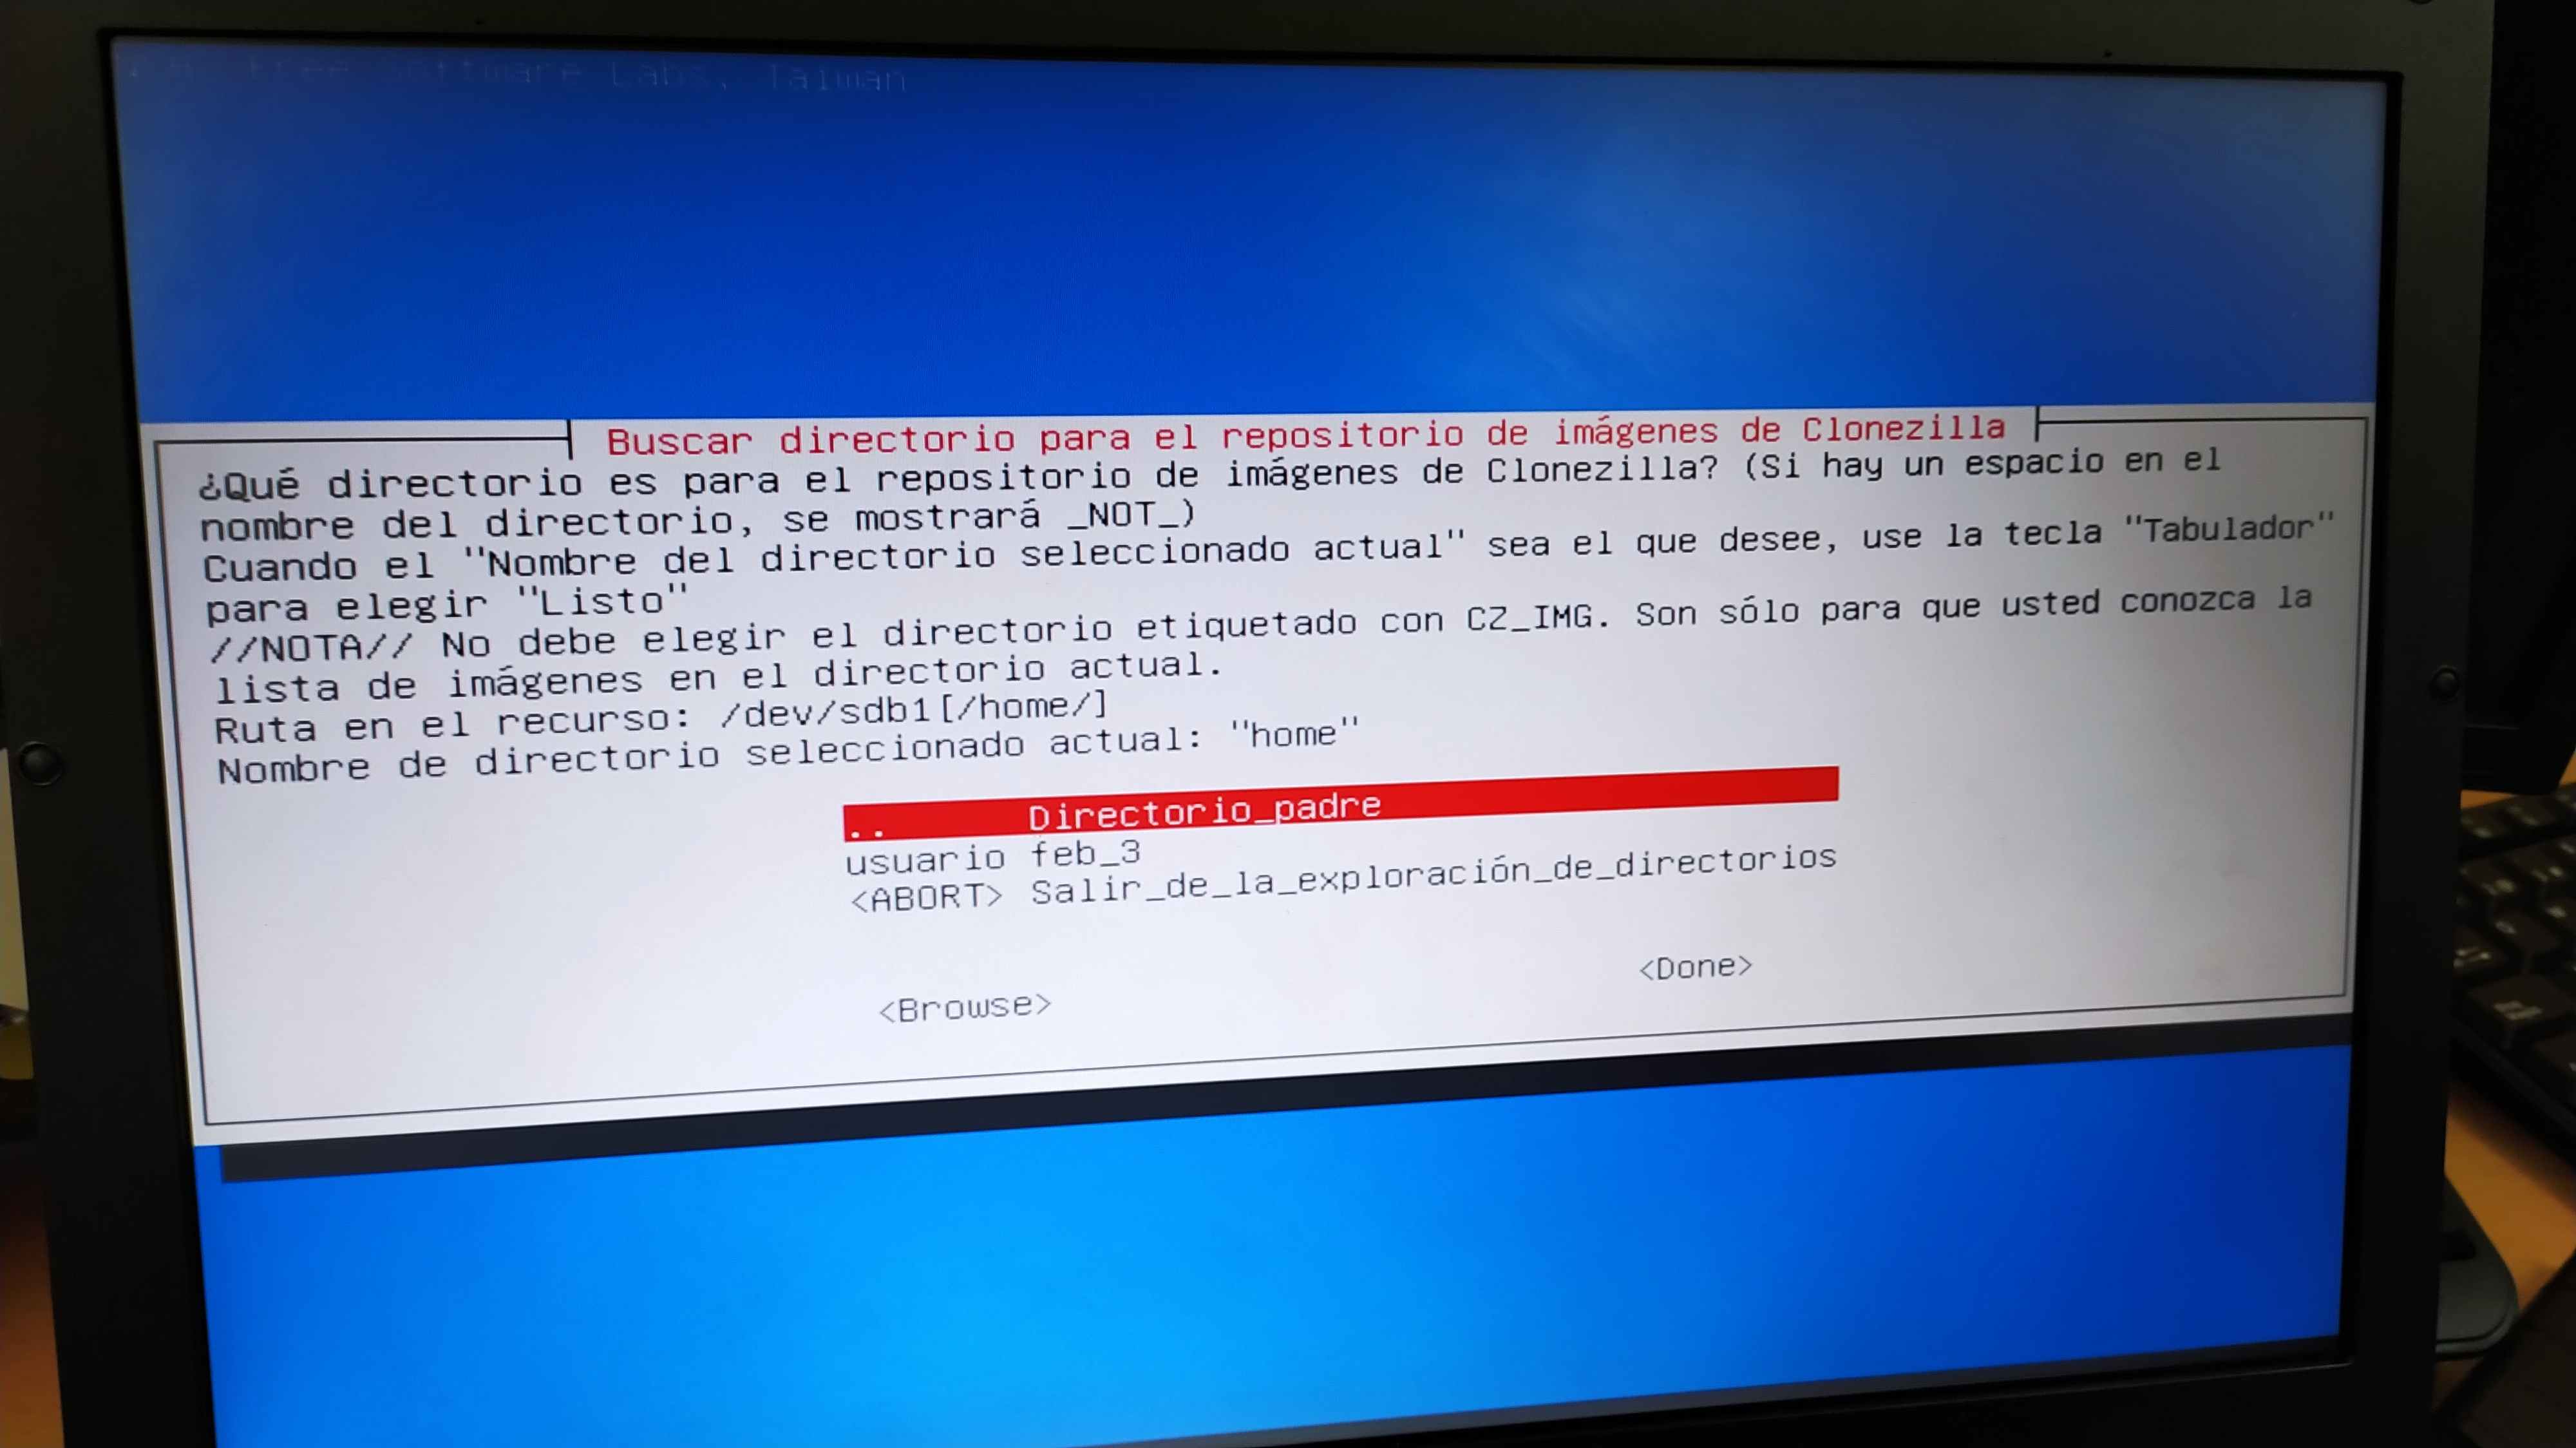 Free Software Labs, Taiwan
Buscar directorio para el repositorio de imágenes de Clonezilla
¿Qué directorio es para el repositorio de imágenes de Clonezilla? (Si hay un espacio en el
nombre del directorio, se mostrará _NOT_)
Cuando el "Nombre del directorio seleccionado actual" sea el que desee, use la tecla "Tabulador"
para elegir "Listo"
//NOTA// No debe elegir el directorio etiquetado con CZ_IMG. Son sólo para que usted conozca la
lista de imágenes en el directorio actual.
Ruta en el recurso: /dev/sdb1[/home/]
Nombre de directorio seleccionado actual: "home"
.. Directorio_padre
usuario feb_3
<ABORT> Salir_de_la_exploración_de_directorios
<Browse> <Done>